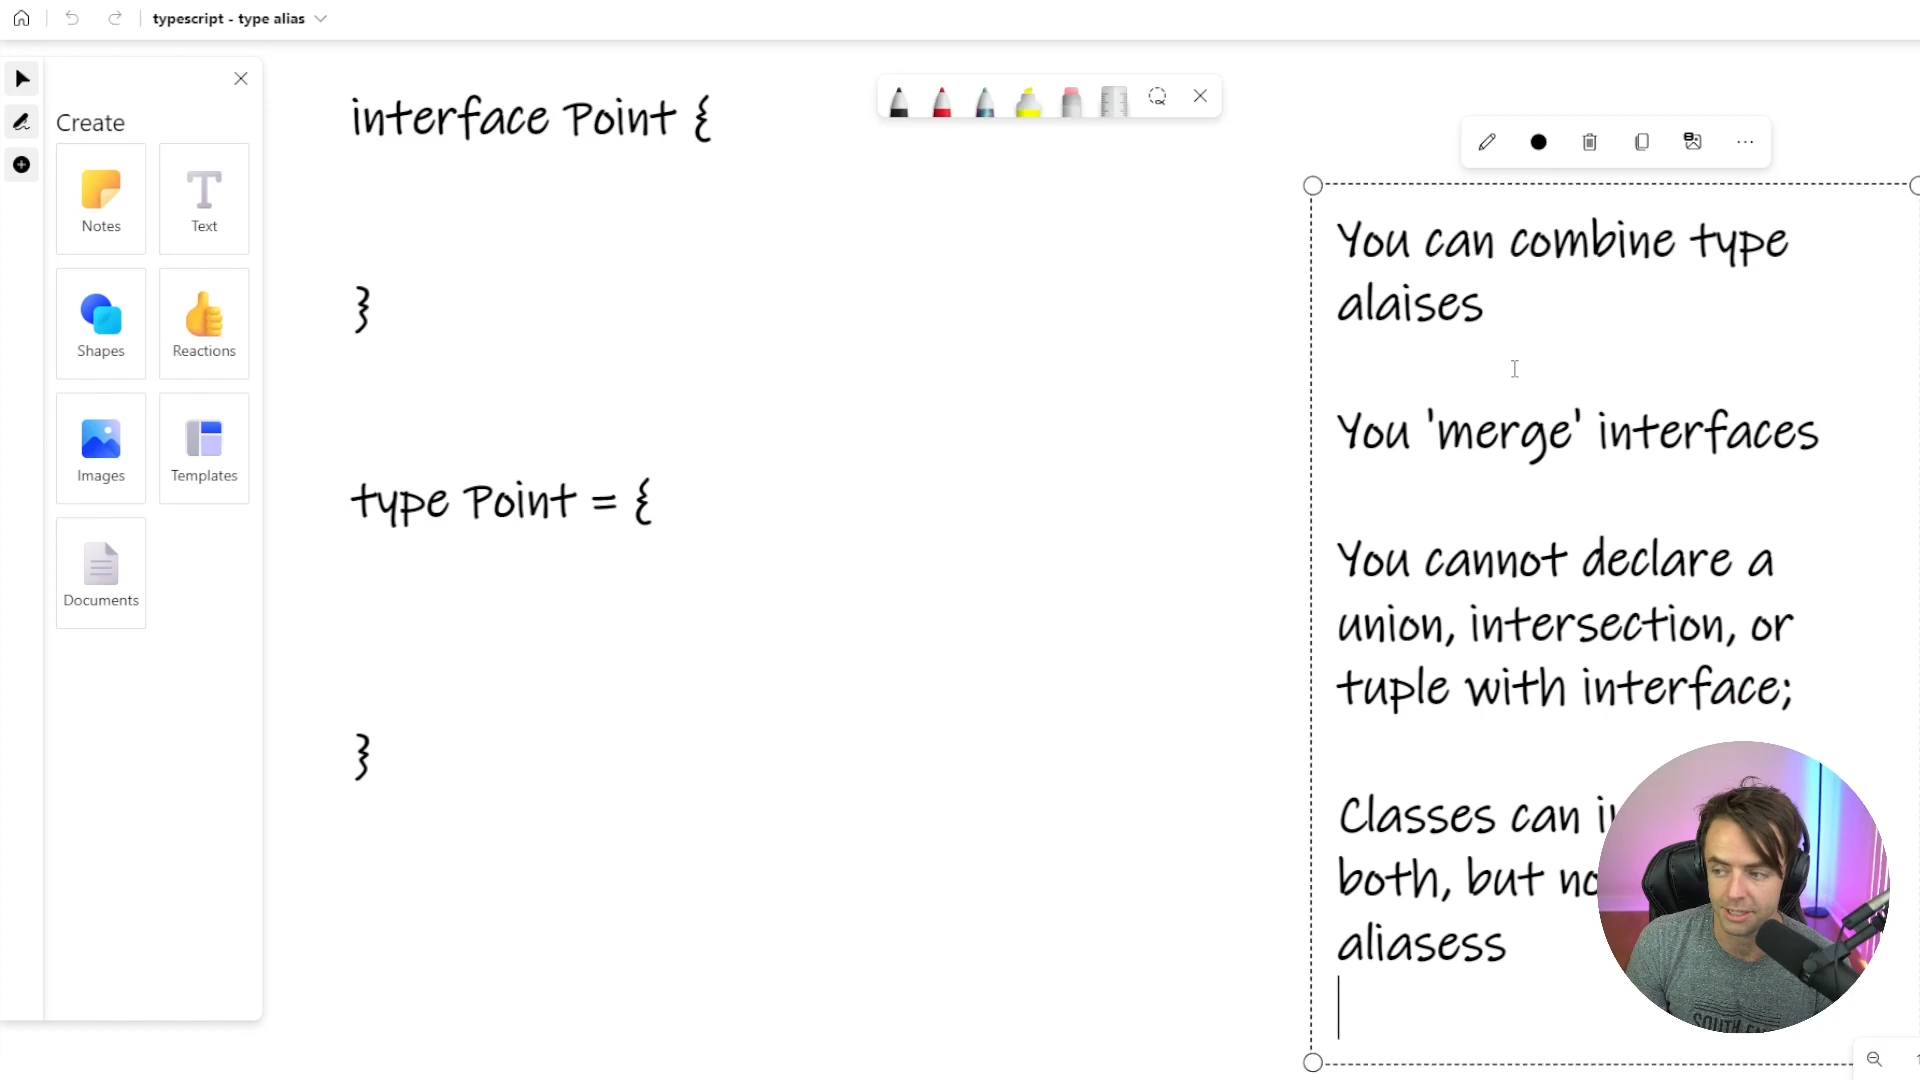 typescript - type alias
Create
Notes
Text
Shapes
Reactions
Images
Templates
Documents
interface Point {
}
type Point = {
}
You can combine type
alaises
You 'merge' interfaces
You cannot declare a
union, intersection, or
tuple with interface;
Classes can
both, but
aliasess